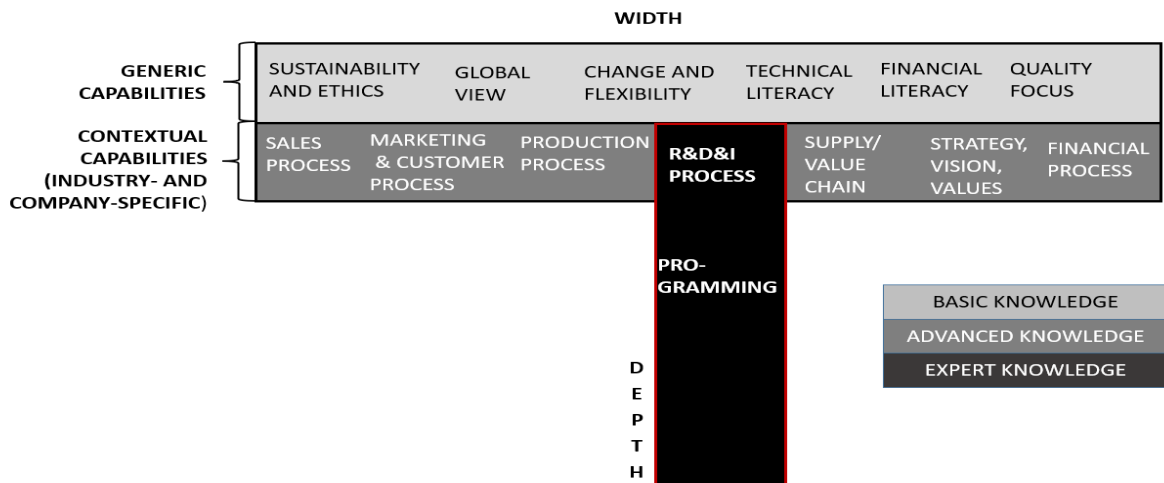 WIDTH
GENERIC
CAPABILITIES
SUSTAINABILITY
AND ETHICS
GLOBAL
VIEW
CHANGE AND
FLEXIBILITY
TECHNICAL
LITERACY
FINANCIAL
LITERACY
QUALITY
FOCUS
CONTEXTUAL
CAPABILITIES
(INDUSTRY- AND
COMPANY-SPECIFIC)
SALES
PROCESS
MARKETING
& CUSTOMER
PROCESS
PRODUCTION
PROCESS
R&D&I
PROCESS
SUPPLY/
VALUE
CHAIN
STRATEGY,
VISION,
VALUES
FINANCIAL
PROCESS
PRO-
GRAMMING
D
E
P
T
H
BASIC KNOWLEDGE
ADVANCED KNOWLEDGE
EXPERT KNOWLEDGE